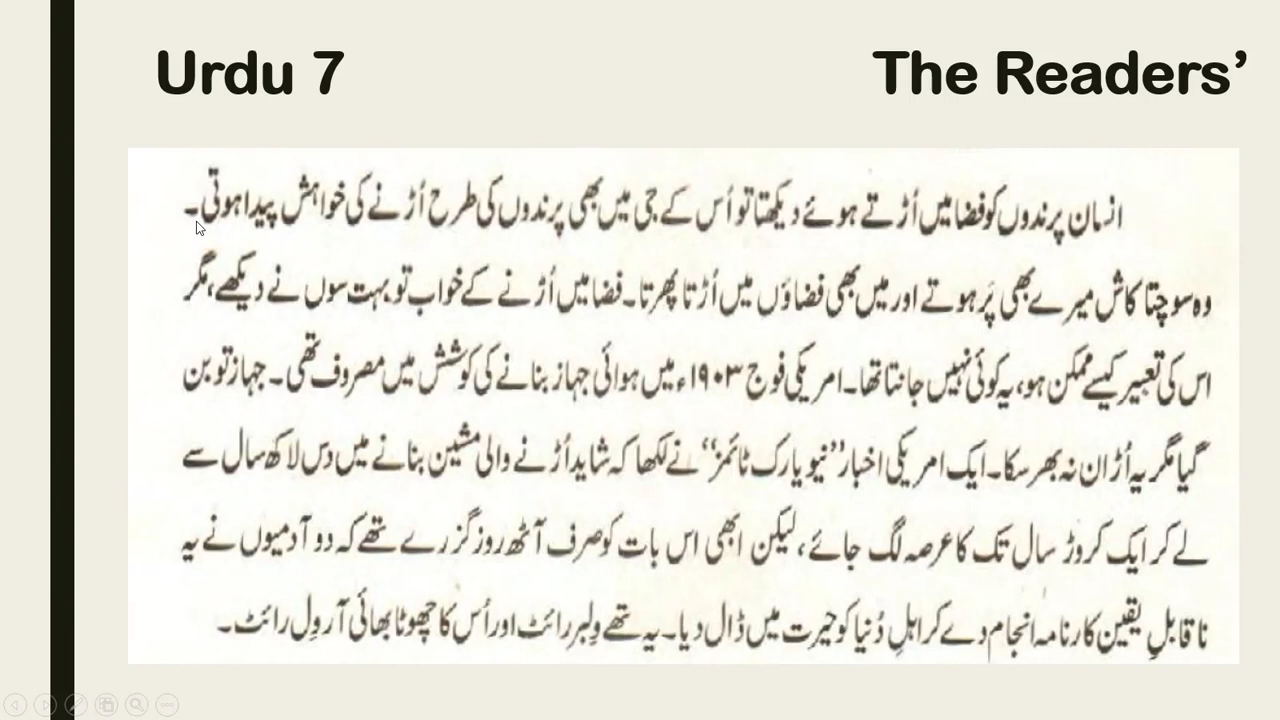 Urdu 7
The Readers’
انسان پرندوں کو فضا میں اُڑتے ہوئے دیکھتا تو اُس کے جی میں بھی پرندوں کی طرح اُڑنے کی خواہش پیدا ہوتی۔
وہ سوچتا کاش میرے بھی پَر ہوتے اور میں بھی فضاؤں میں اُڑتا پھرتا۔ فضا میں اُڑنے کے خواب تو بہت سوں نے دیکھے، مگر
اس کی تعبیر کیسے ممکن ہو، یہ کوئی نہیں جانتا تھا۔ امریکی فوج ۱۹۰۳ء میں ہوائی جہاز بنانے کی کوشش میں مصروف تھی۔ جہاز تو بن
گیا مگر یہ اُڑان نہ بھر سکا۔ ایک امریکی اخبار ”نیویارک ٹائمز“ نے لکھا کہ شاید اُڑنے والی مشین بنانے میں دس لاکھ سال سے
لے کر ایک کروڑ سال تک کا عرصہ لگ جائے، لیکن ابھی اس بات کو صرف آٹھ روز گزرے تھے کہ دو آدمیوں نے یہ
ناقابلِ یقین کارنامہ انجام دے کر اہلِ دُنیا کو حیرت میں ڈال دیا۔ یہ تھے وِلبر رائٹ اور اُس کا چھوٹا بھائی آروِل رائٹ۔